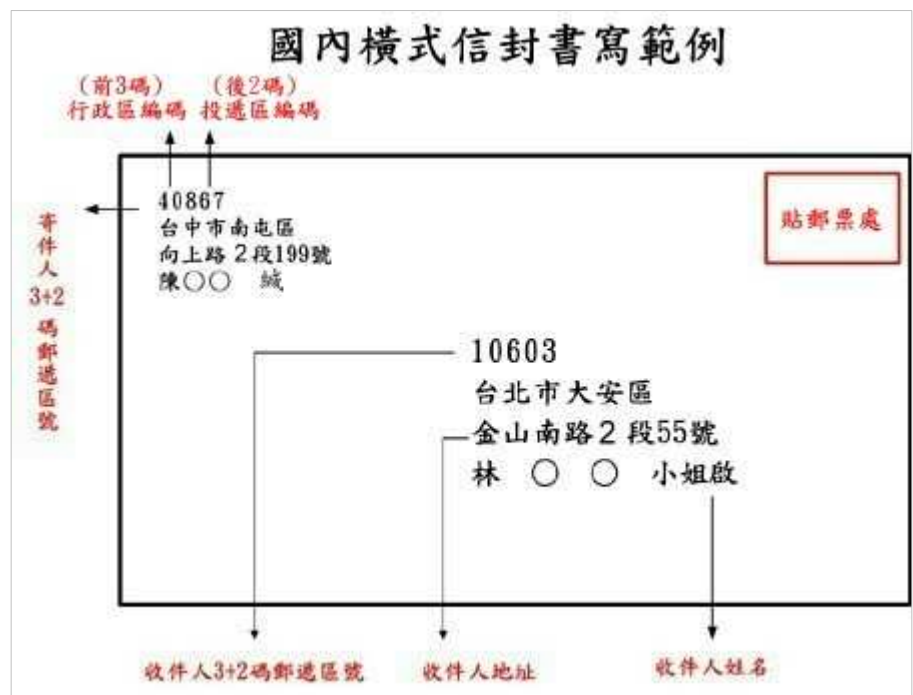 國內橫式信封書寫範例
(前3碼) (後2碼)
行政區編碼 投遞區編碼
40867
台中市南屯區
向上路2段199號
陳○○ 緘
貼郵票處
寄件人3+2碼郵遞區號
10603
台北市大安區
金山南路2段55號
林 ○ ○ 小姐啟
收件人3+2碼郵遞區號 收件人地址 收件人姓名